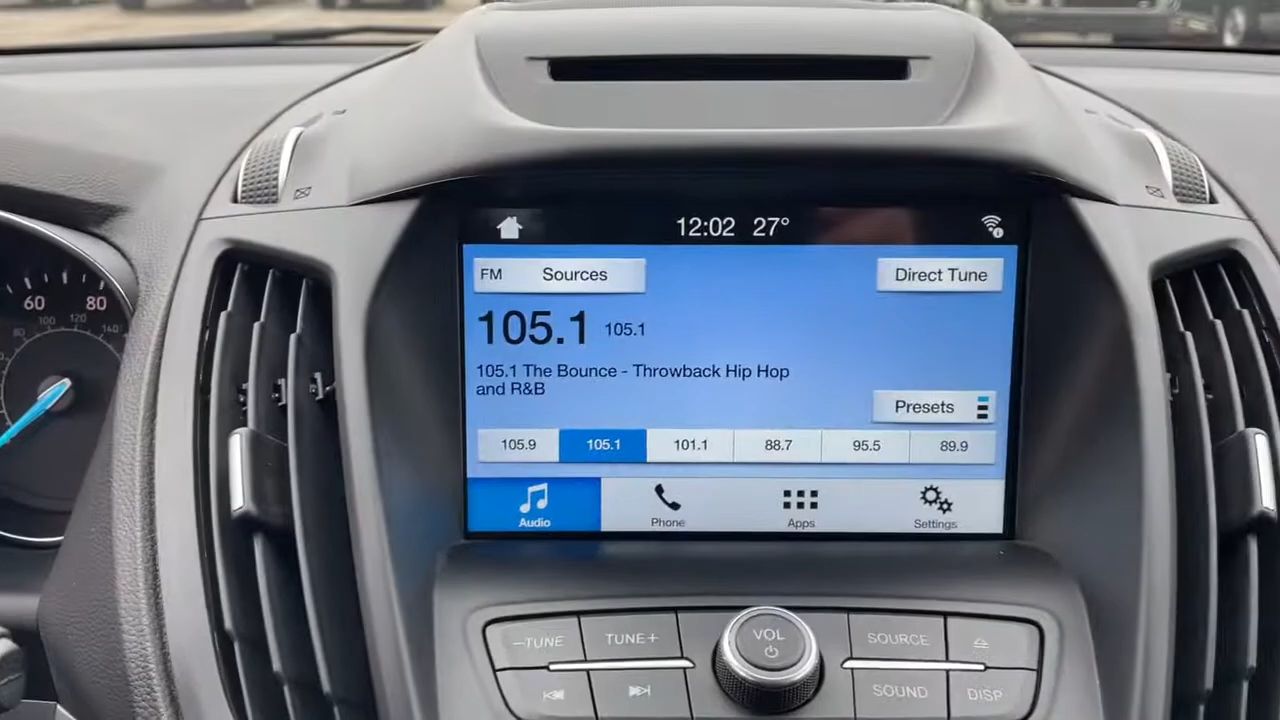 12:02 27°
FM Sources
Direct Tune
105.1 105.1
105.1 The Bounce - Throwback Hip Hop
and R&B
Presets
105.9 105.1 101.1 88.7 95.5 89.9
Audio Phone Apps Settings
60 80
80 100 120 140
-TUNE TUNE+ VOL SOURCE
SOUND DISP